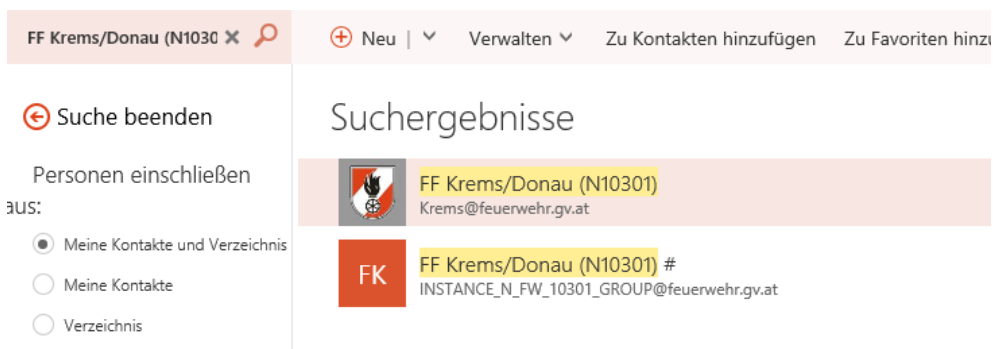 FF Krems/Donau (N1030
Neu
Verwalten
Zu Kontakten hinzufügen
Zu Favoriten hinzu
Suche beenden
Suchergebnisse
Personen einschließen
aus:
Meine Kontakte und Verzeichnis
Meine Kontakte
Verzeichnis
FF Krems/Donau (N10301)
Krems@feuerwehr.gv.at
FK
FF Krems/Donau (N10301) #
INSTANCE_N_FW_10301_GROUP@feuerwehr.gv.at